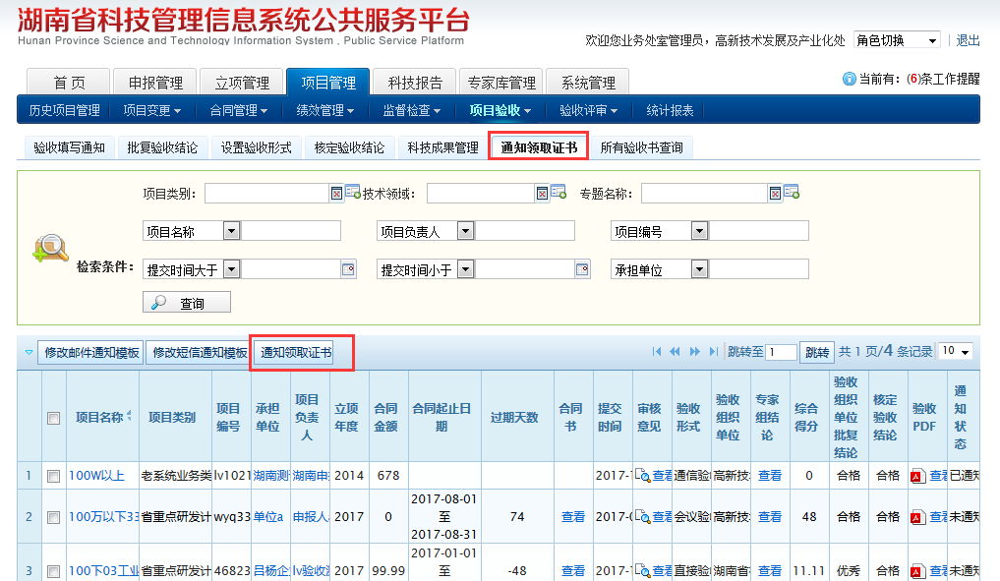 湖南省科技管理信息系统公共服务平台
Hunan Province Science and Technology Information System , Public Service Platform
欢迎您业务处室管理员，高新技术发展及产业化处 角色切换 | 退出
首 页 申报管理 立项管理 项目管理 科技报告 专家库管理 系统管理
当前有：(6)条工作提醒
历史项目管理 项目变更 合同管理 绩效管理 监督检查 项目验收 验收评审 统计报表
验收填写通知 批复验收结论 设置验收形式 核定验收结论 科技成果管理 通知领取证书 所有验收书查询
项目类别： 技术领域： 专题名称：
项目名称 项目负责人 项目编号
检索条件： 提交时间大于 提交时间小于 承担单位
查询
修改邮件通知模板 修改短信通知模板 通知领取证书 跳转至 1 跳转 共 1 页/4 条记录 10
项目名称 项目类别 项目编号 承担单位 项目负责人 立项年度 合同金额 合同起止日期 过期天数 合同书 提交时间 审核意见 验收形式 验收组织单位 专家组结论 综合得分 验收组织单位批复结论 核定验收结论 验收PDF 通知状态
1 100W以上 老系统业务类 lv1021 湖南测 湖南申 2014 678 2017-1 查看 通信验 高新技 查看 0 合格 合格 查看 已通知
2 100万以下33 省重点研发计 wyq33 单位a 申报人 2017 0 2017-08-01 至 2017-08-31 74 查看 2017-0 查看 会议验 高新技 查看 48 合格 合格 查看 未通知
3 100下03工业 省重点研发计 46823 吕杨企 lv验收 2017 99.99 2017-01-01 至 -48 查看 2017-1 查看 直接验 湖南省 查看 11.11 优秀 合格 查看 未通知